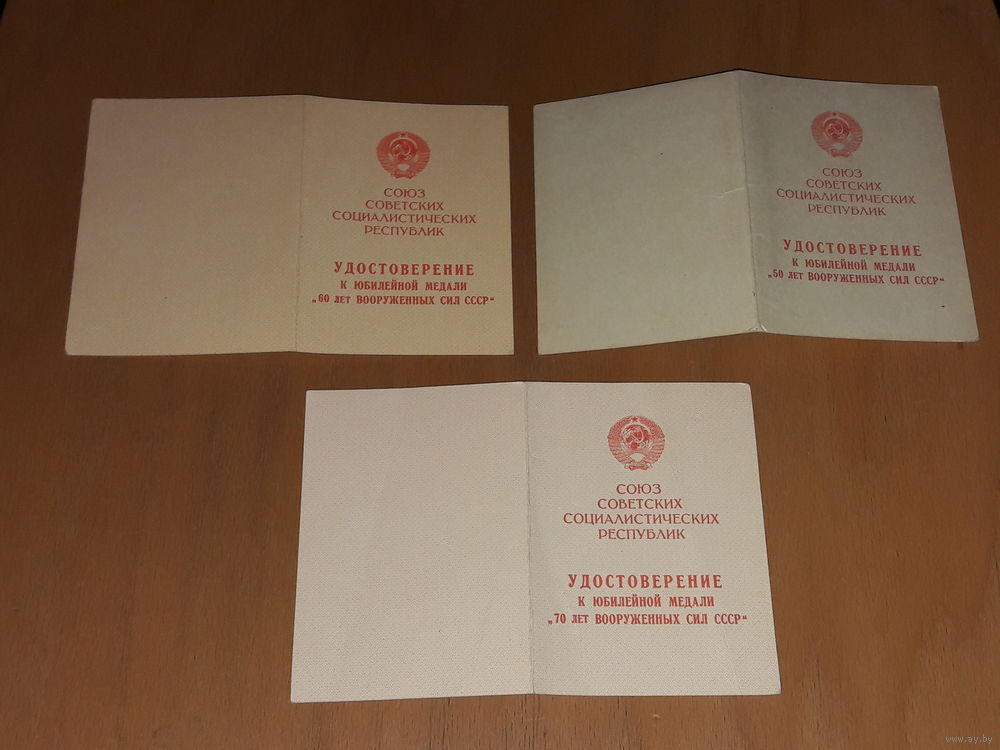 СОЮЗ
СОВЕТСКИХ
СОЦИАЛИСТИЧЕСКИХ
РЕСПУБЛИК
УДОСТОВЕРЕНИЕ
К ЮБИЛЕЙНОЙ МЕДАЛИ
„60 ЛЕТ ВООРУЖЕННЫХ СИЛ СССР“
СОЮЗ
СОВЕТСКИХ
СОЦИАЛИСТИЧЕСКИХ
РЕСПУБЛИК
УДОСТОВЕРЕНИЕ
К ЮБИЛЕЙНОЙ МЕДАЛИ
„50 ЛЕТ ВООРУЖЕННЫХ СИЛ СССР“
СОЮЗ
СОВЕТСКИХ
СОЦИАЛИСТИЧЕСКИХ
РЕСПУБЛИК
УДОСТОВЕРЕНИЕ
К ЮБИЛЕЙНОЙ МЕДАЛИ
„70 ЛЕТ ВООРУЖЕННЫХ СИЛ СССР“
www.ay.by